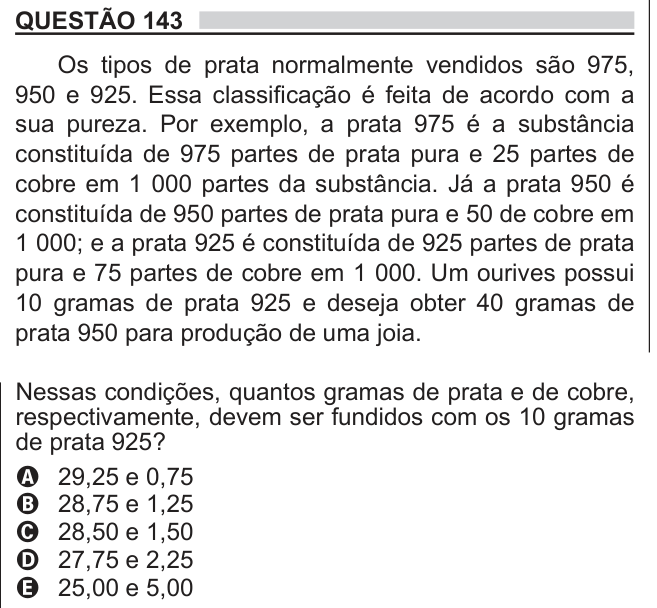 QUESTÃO 143
Os tipos de prata normalmente vendidos são 975,
950 e 925. Essa classificação é feita de acordo com a
sua pureza. Por exemplo, a prata 975 é a substância
constituída de 975 partes de prata pura e 25 partes de
cobre em 1 000 partes da substância. Já a prata 950 é
constituída de 950 partes de prata pura e 50 de cobre em
1 000; e a prata 925 é constituída de 925 partes de prata
pura e 75 partes de cobre em 1 000. Um ourives possui
10 gramas de prata 925 e deseja obter 40 gramas de
prata 950 para produção de uma joia.
Nessas condições, quantos gramas de prata e de cobre,
respectivamente, devem ser fundidos com os 10 gramas
de prata 925?
A 29,25 e 0,75
B 28,75 e 1,25
C 28,50 e 1,50
D 27,75 e 2,25
E 25,00 e 5,00